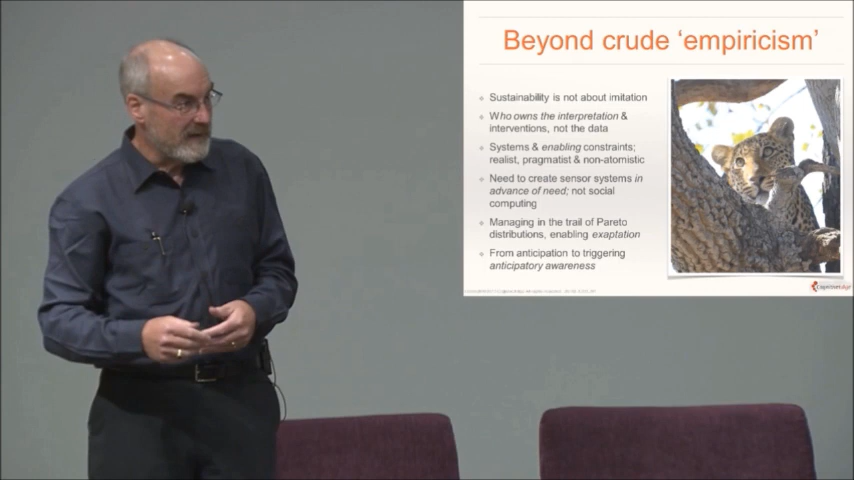 Beyond crude ‘empiricism’
Sustainability is not about imitation
Who owns the interpretation &
interventions, not the data
Systems & enabling constraints;
realist, pragmatist & non-atomistic
Need to create sensor systems in
advance of need; not social
computing
Managing in the trail of Pareto
distributions, enabling exaptation
From anticipation to triggering
anticipatory awareness